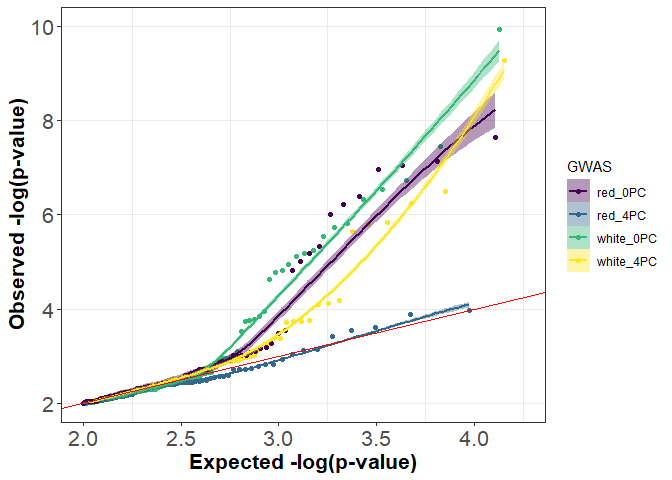 10
8
6
4
2
Observed -log(p-value)
2.0 2.5 3.0 3.5 4.0
Expected -log(p-value)
GWAS
red_0PC
red_4PC
white_0PC
white_4PC